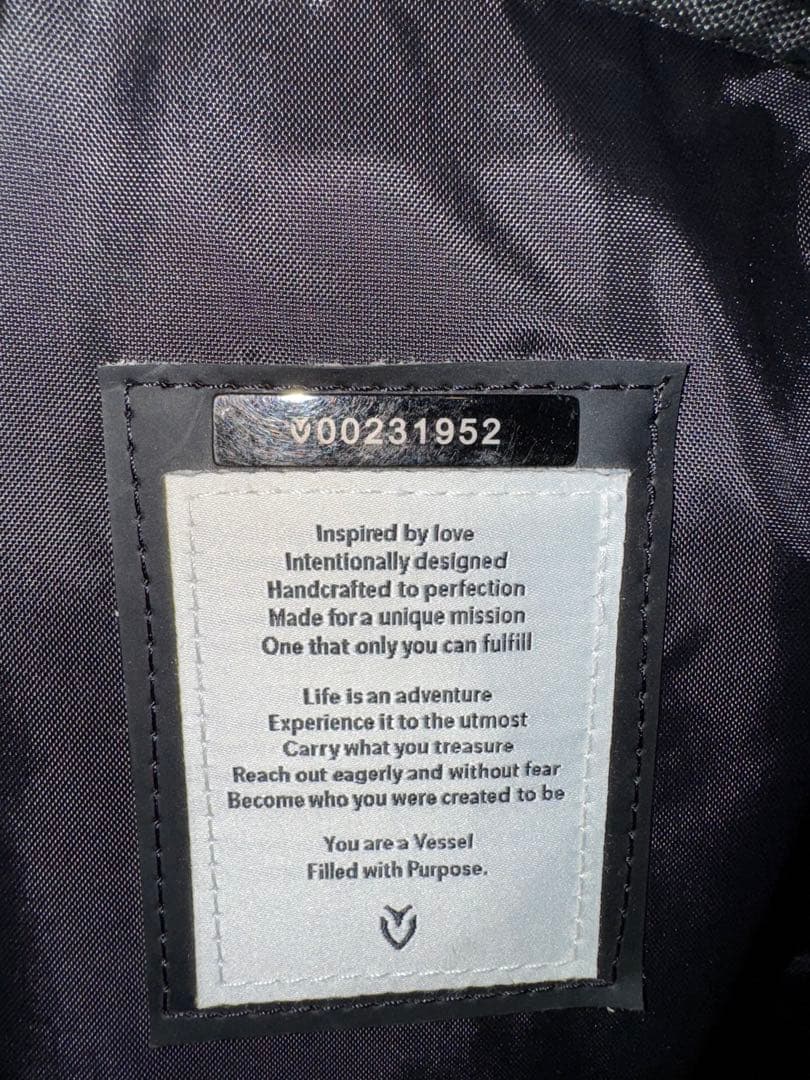 00231952
Inspired by love
Intentionally designed
Handcrafted to perfection
Made for a unique mission
One that only you can fulfill
Life is an adventure
Experience it to the utmost
Carry what you treasure
Reach out eagerly and without fear
Become who you were created to be
You are a Vessel
Filled with Purpose.